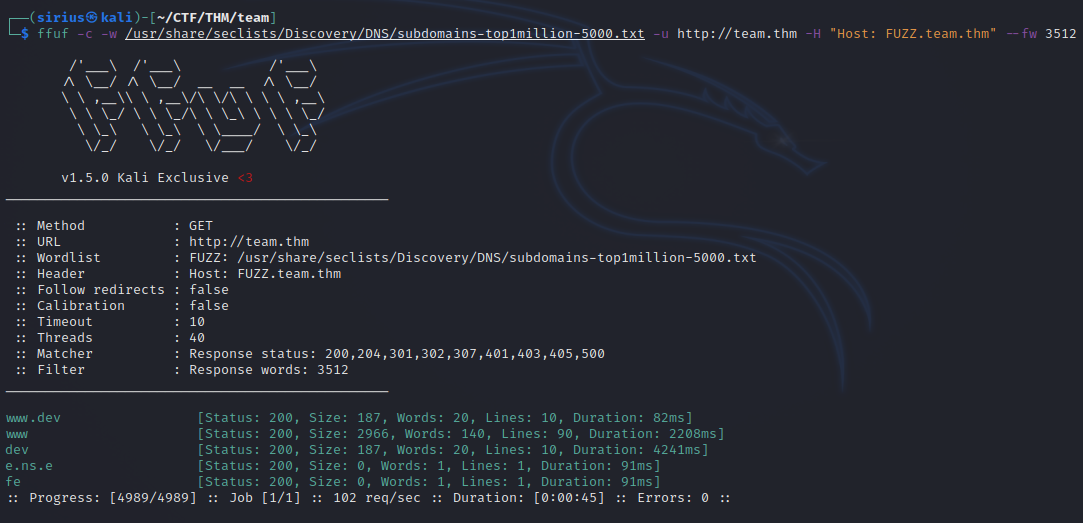 ┌──(sirius㉿kali)-[~/CTF/THM/team]
└─$ ffuf -c -w /usr/share/seclists/Discovery/DNS/subdomains-top1million-5000.txt -u http://team.thm -H "Host: FUZZ.team.thm" --fw 3512
        /'___\  /'___\           /'___\
       /\ \__/ /\ \__/  __  __  /\ \__/
       \ \ ,__\\ \ ,__\/\ \/\ \ \ \ ,__\
        \ \ \_/ \ \ \_/\ \ \_\ \ \ \ \_/
         \ \_\   \ \_\  \ \____/  \ \_\
          \/_/    \/_/   \/___/    \/_/
       v1.5.0 Kali Exclusive <3
________________________________________________
 :: Method           : GET
 :: URL              : http://team.thm
 :: Wordlist         : FUZZ: /usr/share/seclists/Discovery/DNS/subdomains-top1million-5000.txt
 :: Header           : Host: FUZZ.team.thm
 :: Follow redirects : false
 :: Calibration      : false
 :: Timeout          : 10
 :: Threads          : 40
 :: Matcher          : Response status: 200,204,301,302,307,401,403,405,500
 :: Filter           : Response words: 3512
________________________________________________
www.dev                 [Status: 200, Size: 187, Words: 20, Lines: 10, Duration: 82ms]
www                     [Status: 200, Size: 2966, Words: 140, Lines: 90, Duration: 2208ms]
dev                     [Status: 200, Size: 187, Words: 20, Lines: 10, Duration: 4241ms]
e.ns.e                  [Status: 200, Size: 0, Words: 1, Lines: 1, Duration: 91ms]
fe                      [Status: 200, Size: 0, Words: 1, Lines: 1, Duration: 91ms]
:: Progress: [4989/4989] :: Job [1/1] :: 102 req/sec :: Duration: [0:00:45] :: Errors: 0 ::